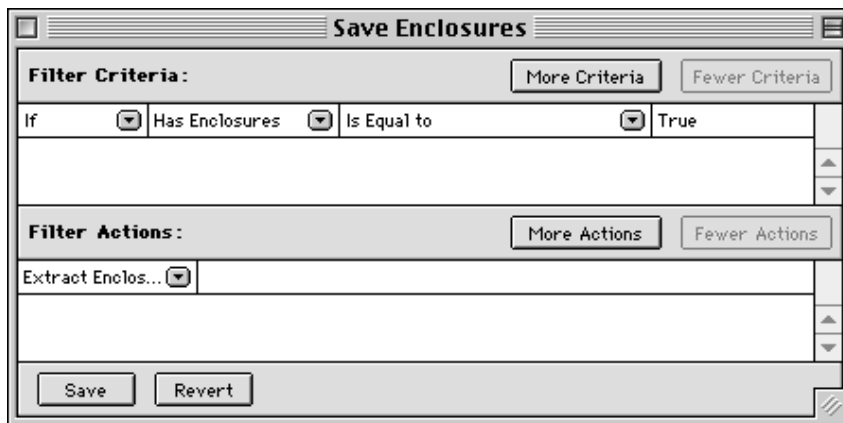 Save Enclosures
Filter Criteria: More Criteria Fewer Criteria
If Has Enclosures Is Equal to True
Filter Actions: More Actions Fewer Actions
Extract Enclos...
Save Revert